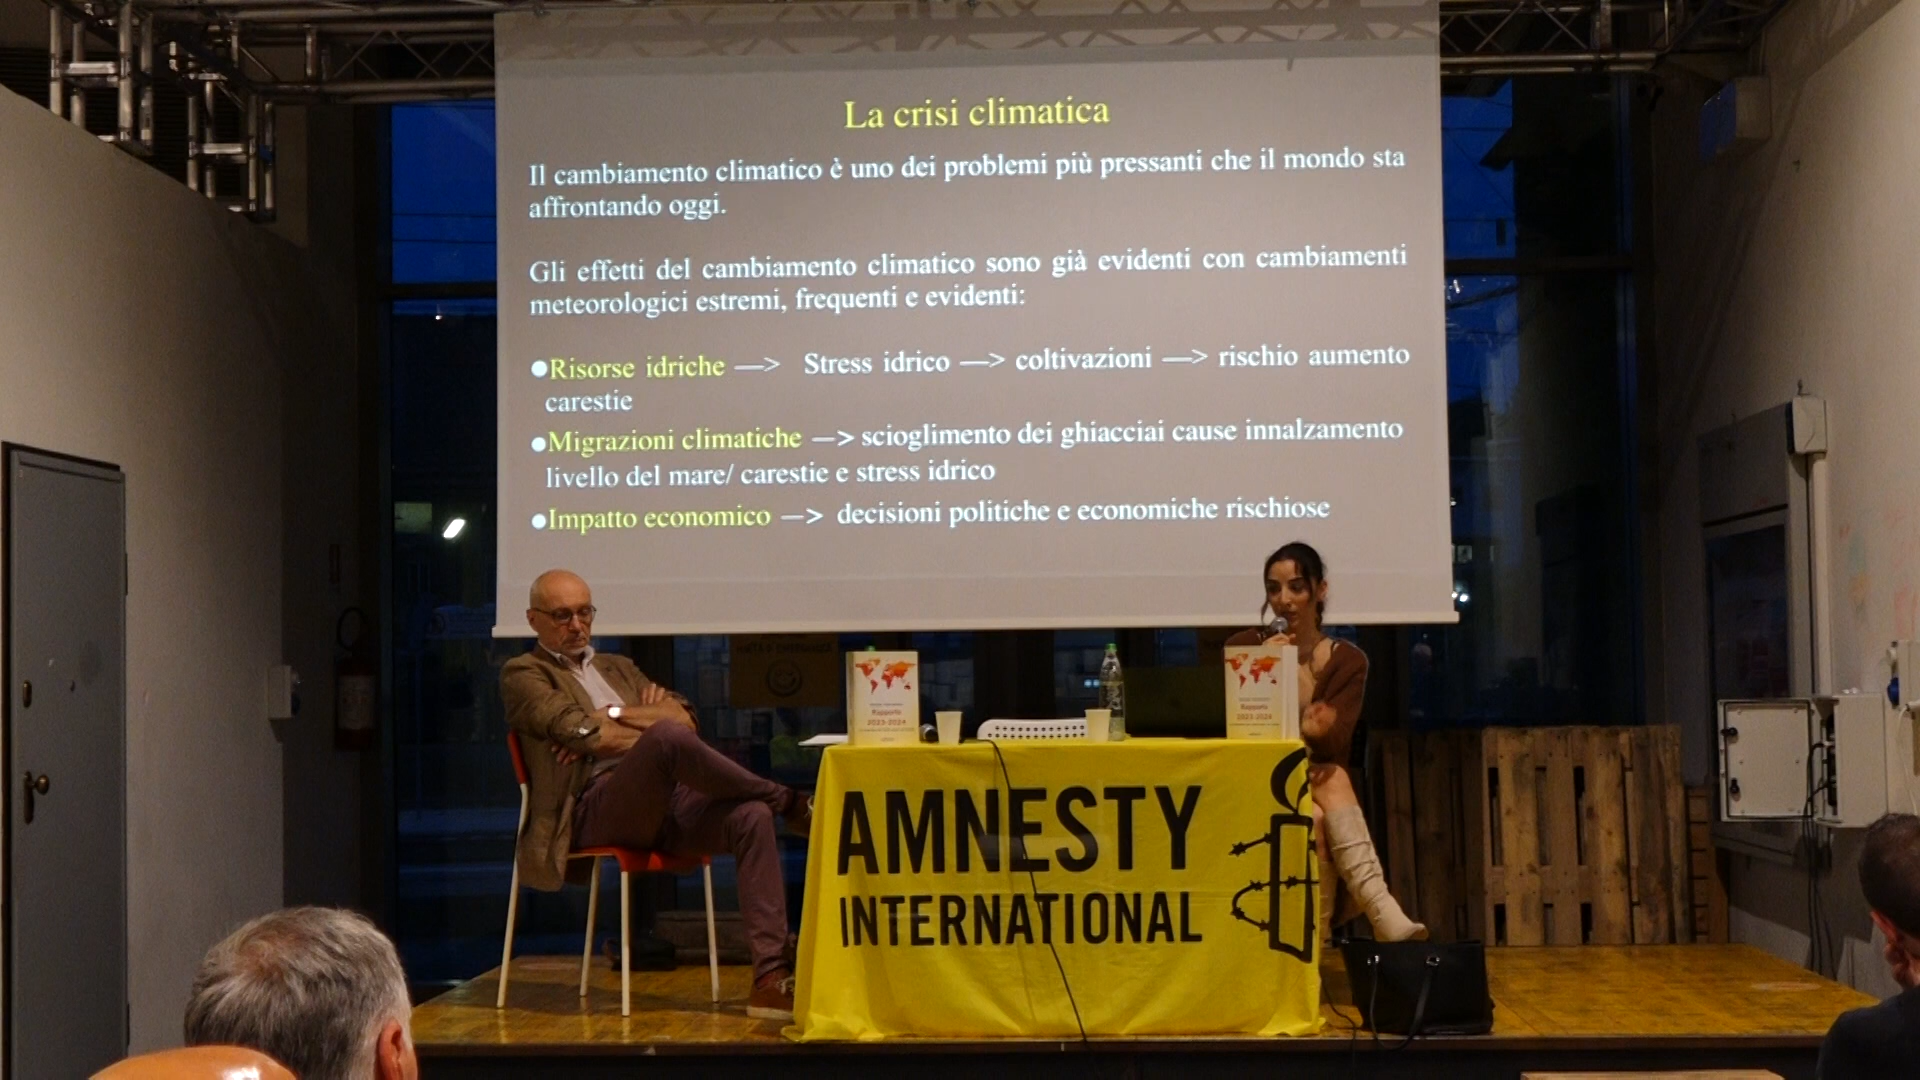 La crisi climatica
Il cambiamento climatico è uno dei problemi più pressanti che il mondo sta
affrontando oggi.
Gli effetti del cambiamento climatico sono già evidenti con cambiamenti
meteorologici estremi, frequenti e evidenti:
●Risorse idriche —> Stress idrico —> coltivazioni —> rischio aumento
carestie
●Migrazioni climatiche —> scioglimento dei ghiacciai cause innalzamento
livello del mare/ carestie e stress idrico
●Impatto economico —> decisioni politiche e economiche rischiose
Rapporto
2023-2024
Rapporto
2023-2024
AMNESTY
INTERNATIONAL